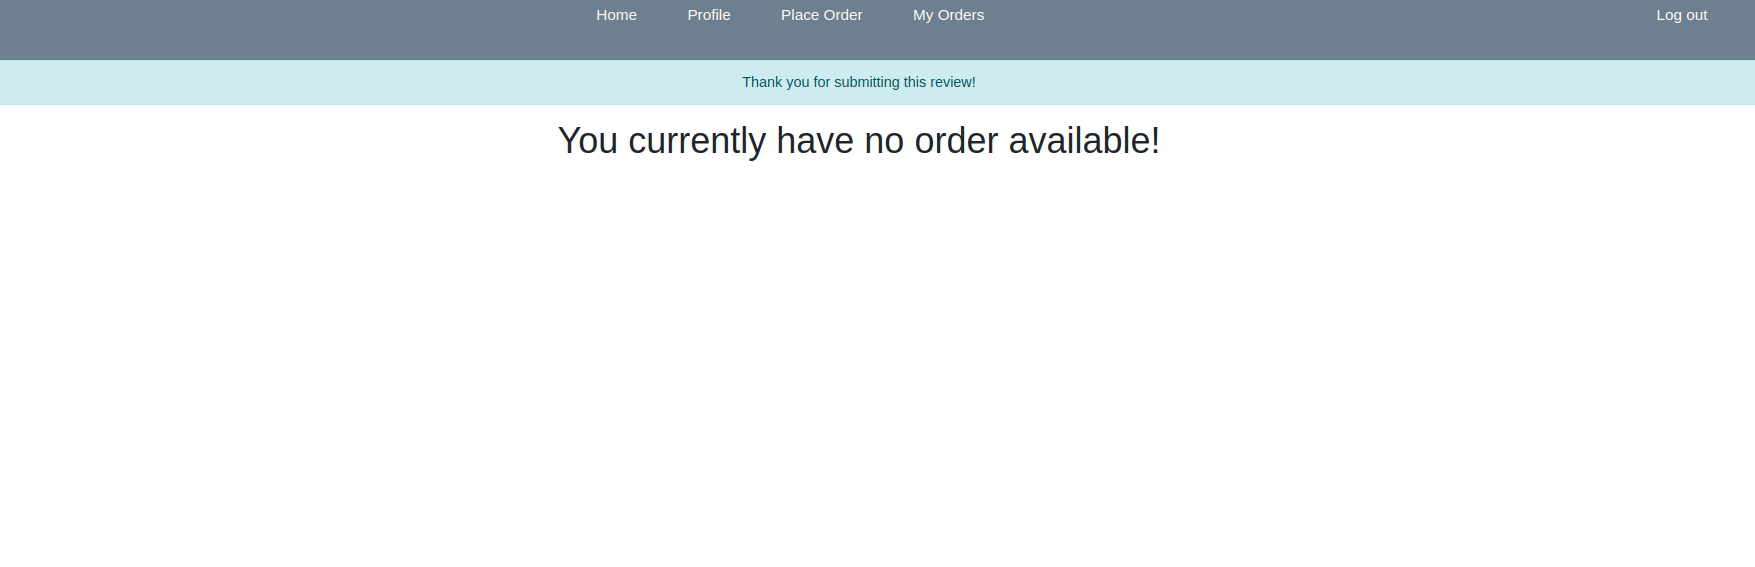 Home Profile Place Order My Orders Log out
Thank you for submitting this review!
You currently have no order available!